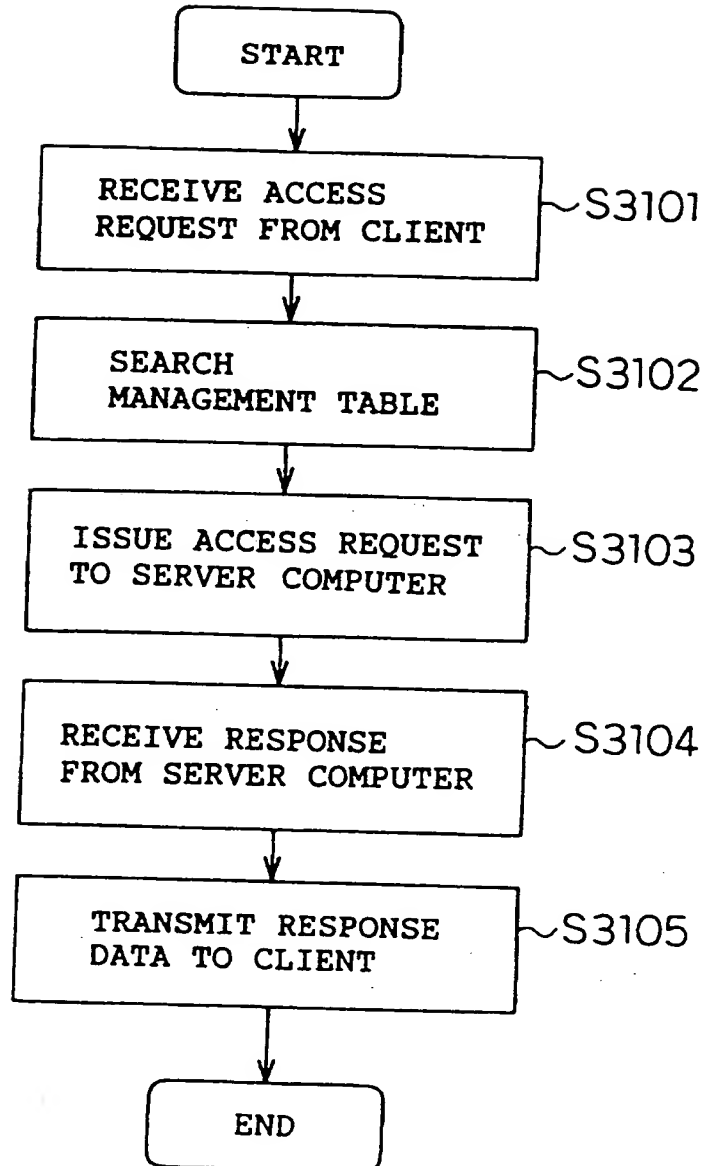 START
RECEIVE ACCESS
REQUEST FROM CLIENT
S3101
SEARCH
MANAGEMENT TABLE
S3102
ISSUE ACCESS REQUEST
TO SERVER COMPUTER
S3103
RECEIVE RESPONSE
FROM SERVER COMPUTER
S3104
TRANSMIT RESPONSE
DATA TO CLIENT
S3105
END